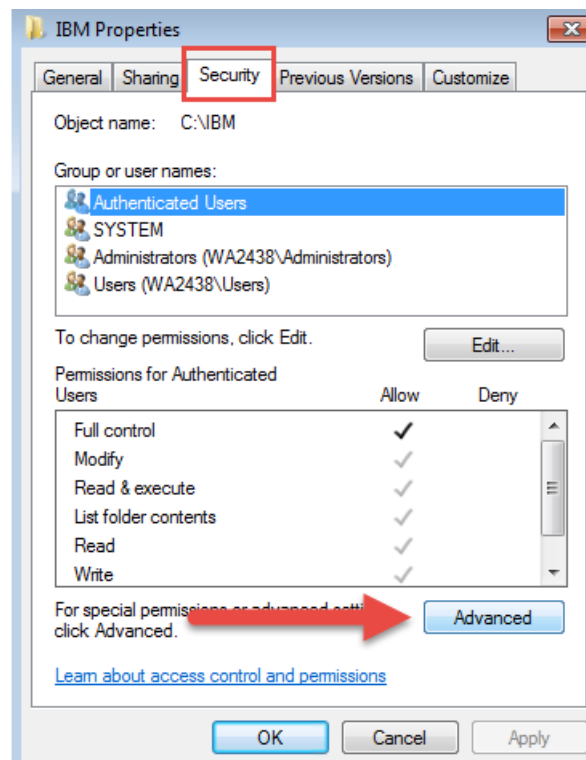 IBM Properties
General Sharing Security Previous Versions Customize
Object name: C:\IBM
Group or user names:
Authenticated Users
SYSTEM
Administrators (WA2438\Administrators)
Users (WA2438\Users)
To change permissions, click Edit.
Edit...
Permissions for Authenticated
Users Allow Deny
Full control
Modify
Read & execute
List folder contents
Read
Write
For special permissions or advanced
click Advanced.
Advanced
Learn about access control and permissions
OK Cancel Apply